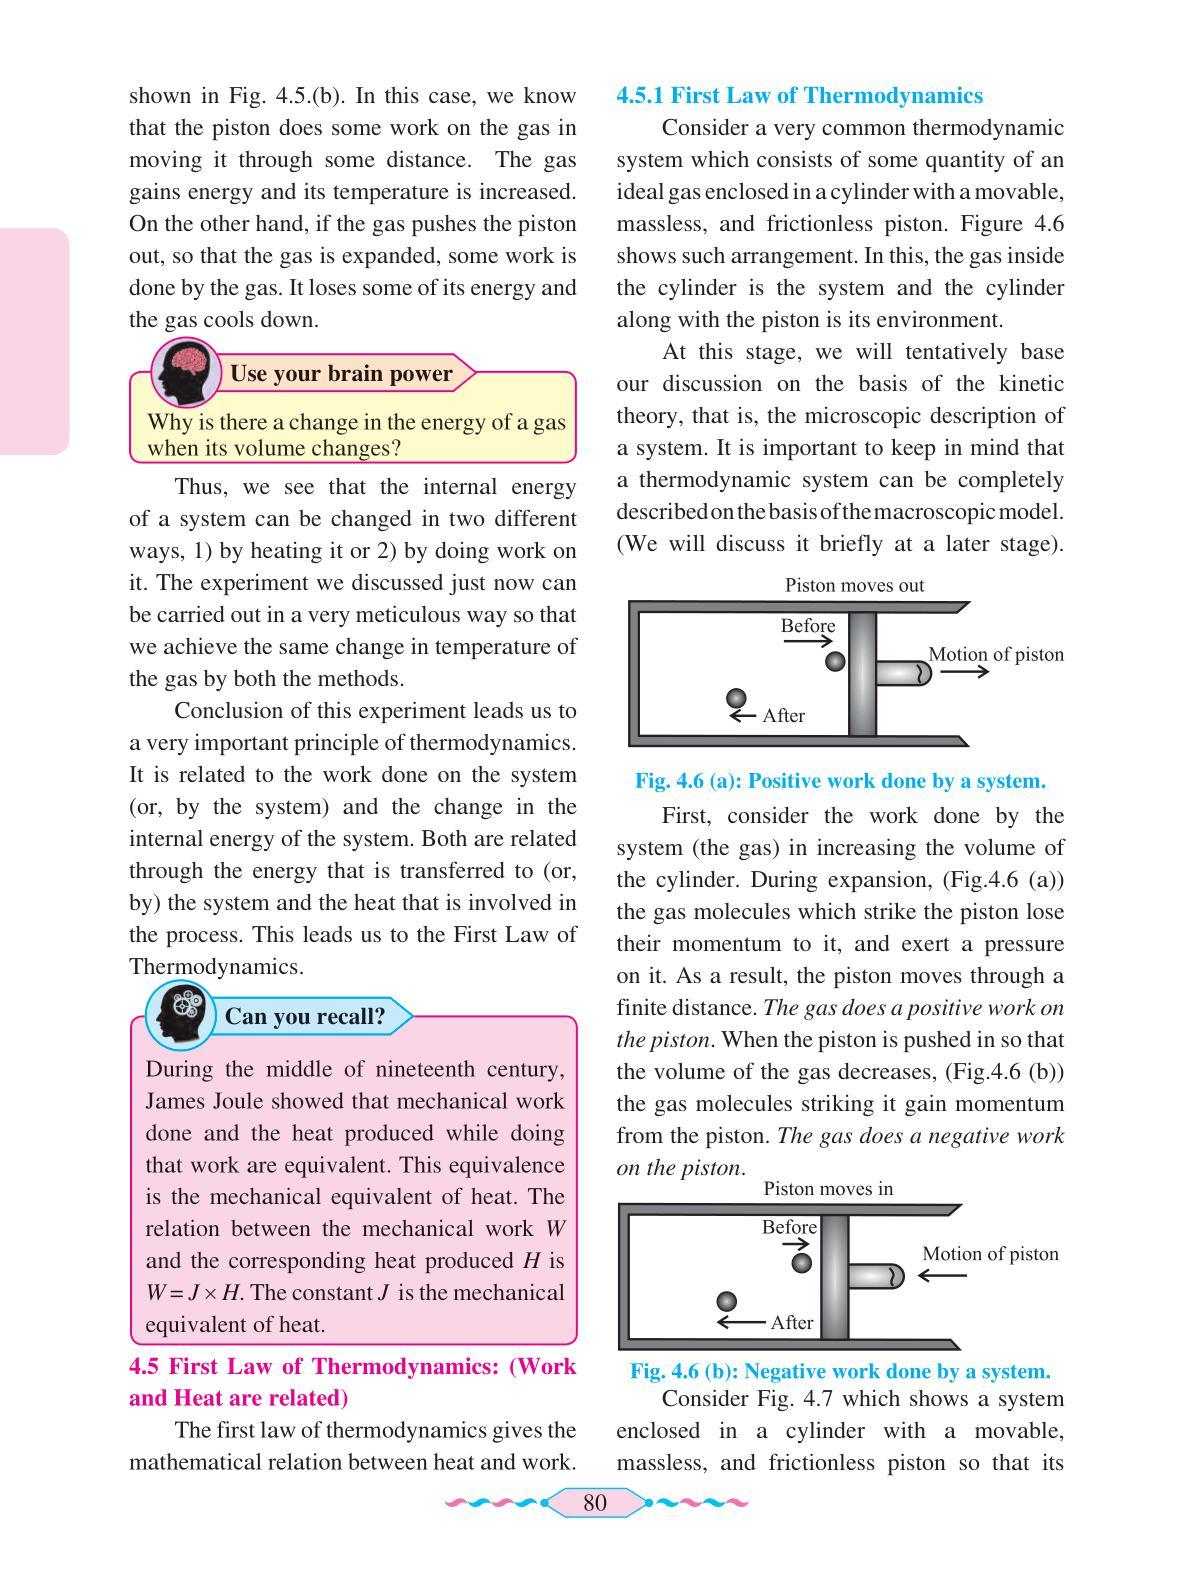 shown in Fig. 4.5.(b). In this case, we know
that the piston does some work on the gas in
moving it through some distance. The gas
gains energy and its temperature is increased.
On the other hand, if the gas pushes the piston
out, so that the gas is expanded, some work is
done by the gas. It loses some of its energy and
the gas cools down.
Use your brain power
Why is there a change in the energy of a gas
when its volume changes?
Thus, we see that the internal energy
of a system can be changed in two different
ways, 1) by heating it or 2) by doing work on
it. The experiment we discussed just now can
be carried out in a very meticulous way so that
we achieve the same change in temperature of
the gas by both the methods.
Conclusion of this experiment leads us to
a very important principle of thermodynamics.
It is related to the work done on the system
(or, by the system) and the change in the
internal energy of the system. Both are related
through the energy that is transferred to (or,
by) the system and the heat that is involved in
the process. This leads us to the First Law of
Thermodynamics.
Can you recall?
During the middle of nineteenth century,
James Joule showed that mechanical work
done and the heat produced while doing
that work are equivalent. This equivalence
is the mechanical equivalent of heat. The
relation between the mechanical work W
and the corresponding heat produced H is
W = J × H. The constant J is the mechanical
equivalent of heat.
4.5 First Law of Thermodynamics: (Work
and Heat are related)
The first law of thermodynamics gives the
mathematical relation between heat and work.
4.5.1 First Law of Thermodynamics
Consider a very common thermodynamic
system which consists of some quantity of an
ideal gas enclosed in a cylinder with a movable,
massless, and frictionless piston. Figure 4.6
shows such arrangement. In this, the gas inside
the cylinder is the system and the cylinder
along with the piston is its environment.
At this stage, we will tentatively base
our discussion on the basis of the kinetic
theory, that is, the microscopic description of
a system. It is important to keep in mind that
a thermodynamic system can be completely
described on the basis of the macroscopic model.
(We will discuss it briefly at a later stage).
Piston moves out
Before
Motion of piston
After
Fig. 4.6 (a): Positive work done by a system.
First, consider the work done by the
system (the gas) in increasing the volume of
the cylinder. During expansion, (Fig.4.6 (a))
the gas molecules which strike the piston lose
their momentum to it, and exert a pressure
on it. As a result, the piston moves through a
finite distance. The gas does a positive work on
the piston. When the piston is pushed in so that
the volume of the gas decreases, (Fig.4.6 (b))
the gas molecules striking it gain momentum
from the piston. The gas does a negative work
on the piston.
Piston moves in
Before
Motion of piston
After
Fig. 4.6 (b): Negative work done by a system.
Consider Fig. 4.7 which shows a system
enclosed in a cylinder with a movable,
massless, and frictionless piston so that its
80